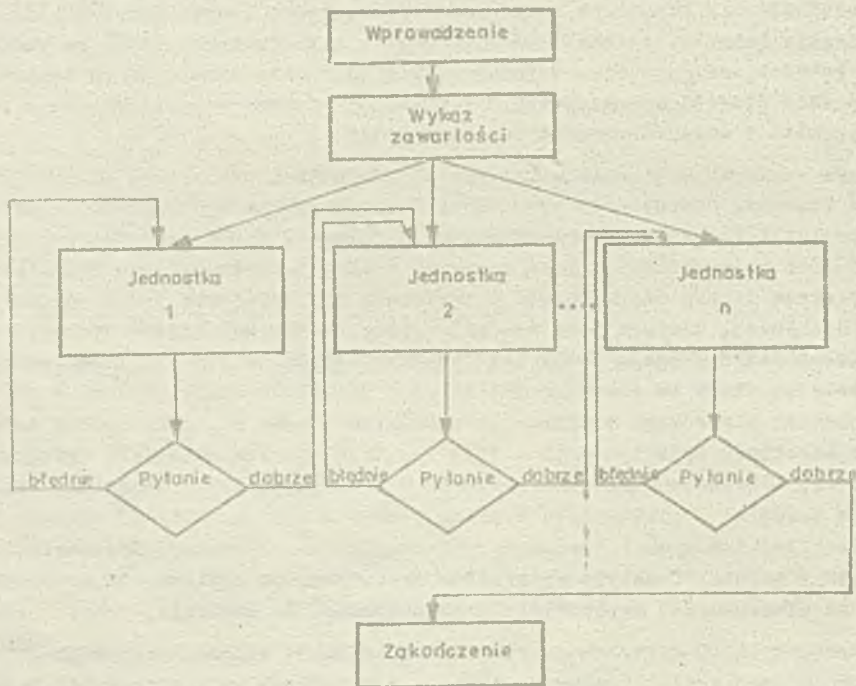 Wprowadzenie
Wykaz
zawartości
Jednostka
1
Jednostka
2
Jednostka
n
błędnie
Pytanie
dobrze
błędnie
Pytanie
dobrze
błędnie
Pytanie
dobrze
Zakończenie